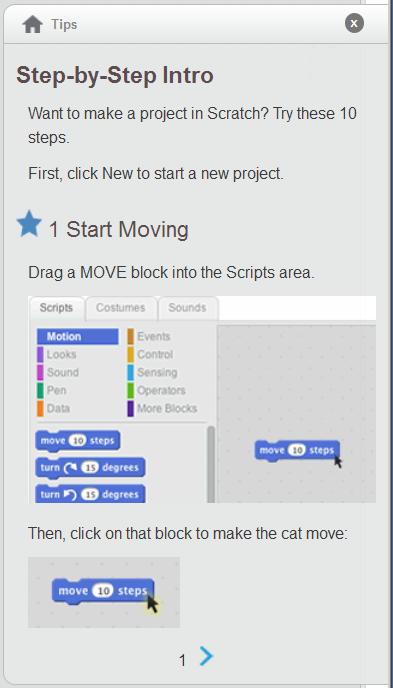 Tips
x
Step-by-Step Intro
Want to make a project in Scratch? Try these 10
steps.
First, click New to start a new project.
1 Start Moving
Drag a MOVE block into the Scripts area.
Scripts Costumes Sounds
Motion Events
Looks Control
Sound Sensing
Pen Operators
Data More Blocks
move 10 steps
move 10 steps
turn 15 degrees
turn 15 degrees
Then, click on that block to make the cat move:
move 10 steps
1